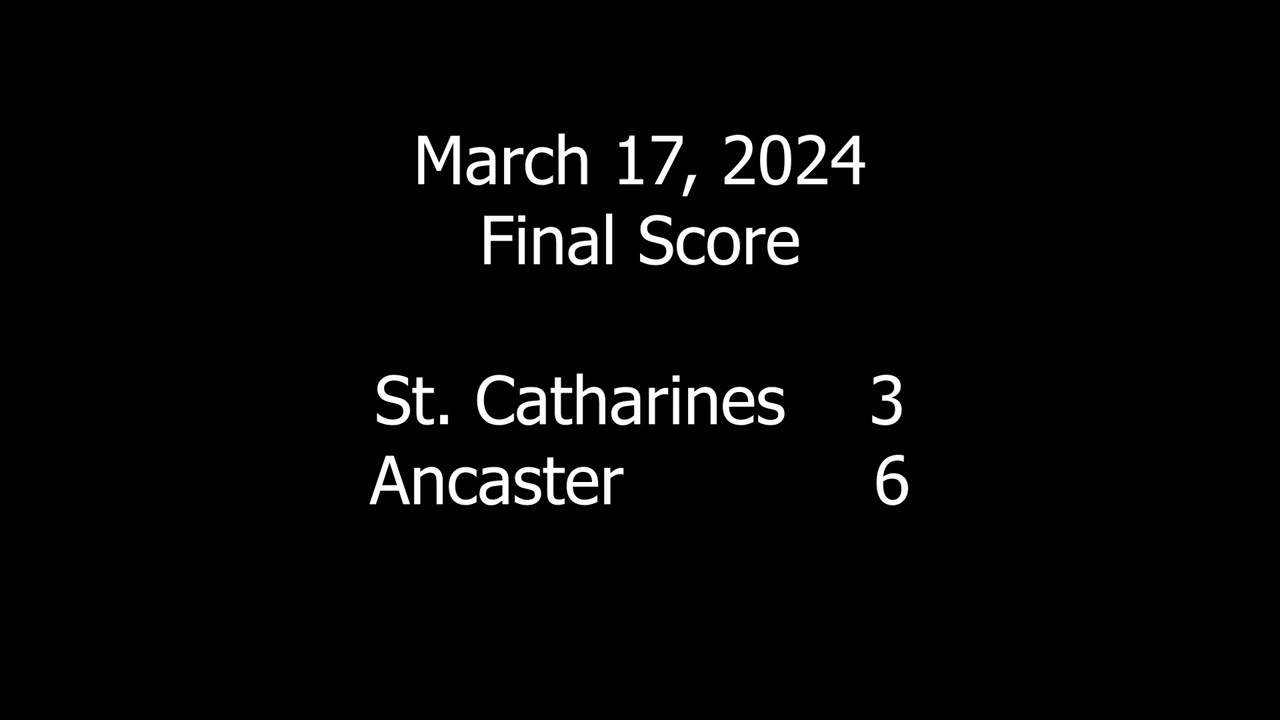 March 17, 2024
Final Score
St. Catharines 3
Ancaster 6